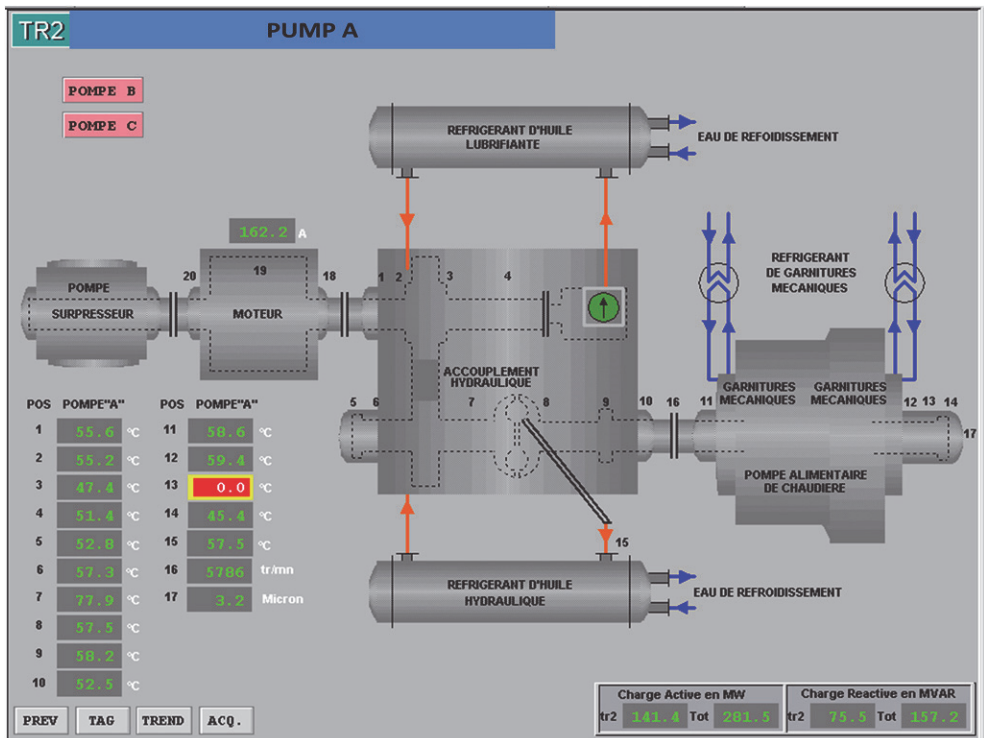 TR2 PUMP A
POMPE B
POMPE C
REFRIGERANT D'HUILE
LUBRIFIANTE
EAU DE REFOIDISSEMENT
162.2 A
REFRIGERANT
DE GARNITURES
MECANIQUES
20 19 18 1 2 3 4
POMPE
SURPRESSEUR
MOTEUR
ACCOUPLEMENT
HYDRAULIQUE
GARNITURES
MECANIQUES
GARNITURES
MECANIQUES
5 6 7 8 9 10 16 11 12 13 14
17
POMPE ALIMENTAIRE
DE CHAUDIERE
15
POS POMPE"A" POS POMPE"A"
1 55.6 °C 11 58.6 °C
2 55.2 °C 12 59.4 °C
3 47.4 °C 13 0.0 °C
4 51.4 °C 14 45.4 °C
5 52.8 °C 15 57.5 °C
6 57.3 °C 16 5786 tr/mn
7 77.9 °C 17 3.2 Micron
8 57.5 °C
9 58.2 °C
10 52.5 °C
REFRIGERANT D'HUILE
HYDRAULIQUE
EAU DE REFROIDISSEMENT
PREV TAG TREND ACQ.
Charge Active en MW Charge Reactive en MVAR
tr2 141.4 Tot 281.5 tr2 75.5 Tot 157.2